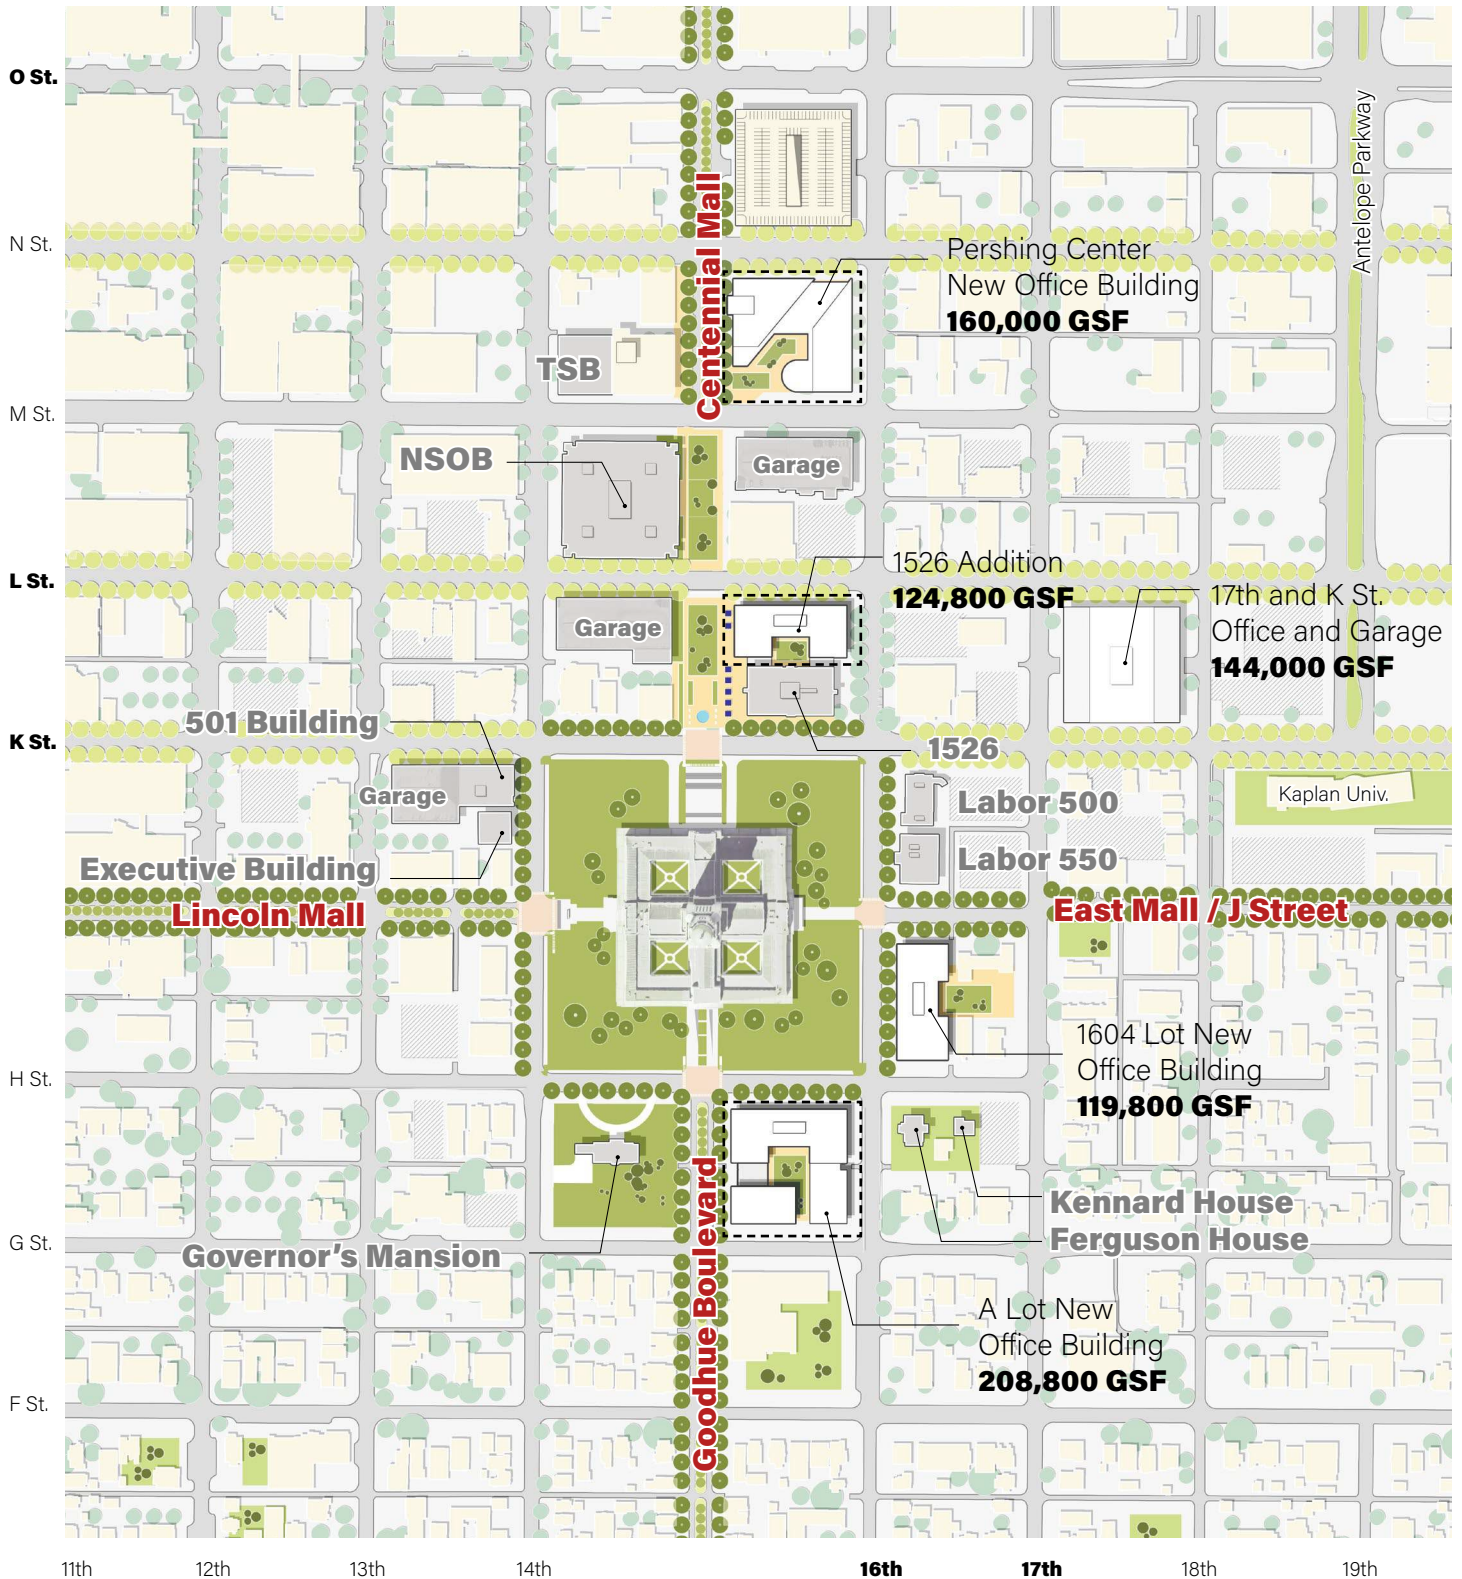 O St.
Antelope Parkway
Centennial Mall
N St.
Pershing Center
New Office Building
160,000 GSF
TSB
M St.
NSOB
Garage
1526 Addition
124,800 GSF
L St.
17th and K St.
Office and Garage
144,000 GSF
Garage
501 Building
K St.
1526
Garage
Labor 500
Kaplan Univ.
Labor 550
Executive Building
Lincoln Mall
East Mall / J Street
1604 Lot New
Office Building
119,800 GSF
H St.
Kennard House
Ferguson House
G St.
Governor's Mansion
Goodhue Boulevard
A Lot New
Office Building
208,800 GSF
F St.
11th
12th
13th
14th
16th
17th
18th
19th